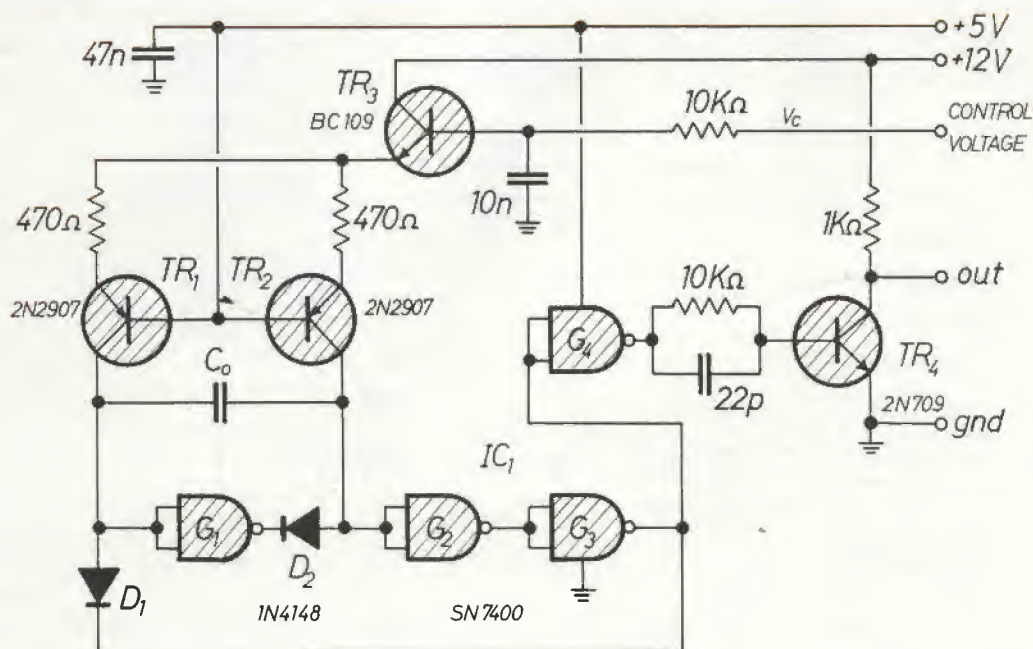 +5V
47n
+12V
TR3
BC109
10KΩ
Vc
CONTROL
VOLTAGE
470Ω
470Ω
10n
1KΩ
TR1
TR2
10KΩ
out
2N2907
2N2907
G4
TR4
Co
22p
2N709
gnd
IC1
G1
G2
G3
D2
D1
1N4148
SN7400